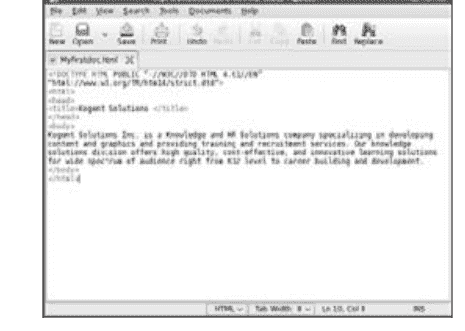 File Edit View Search Tools Documents Help
New Open Save Print Undo Redo Cut Copy Paste Find Replace
Myfirstdoc.html
<!DOCTYPE HTML PUBLIC "-//W3C//DTD HTML 4.01//EN"
"http://www.w3.org/TR/html4/strict.dtd">
<html>
<head>
<title>Kogent Solutions </title>
</head>
<body>
Kogent Solutions Inc. is a Knowledge and HR Solutions company specializing in developing
content and graphics and providing training and recruitment services. Our knowledge
solutions division offers high quality, cost-effective, and innovative learning solutions
for wide spectrum of audience right from K12 level to career building and development.
</body>
</html>
HTML Tab Width: 8 Ln 10, Col 8 INS